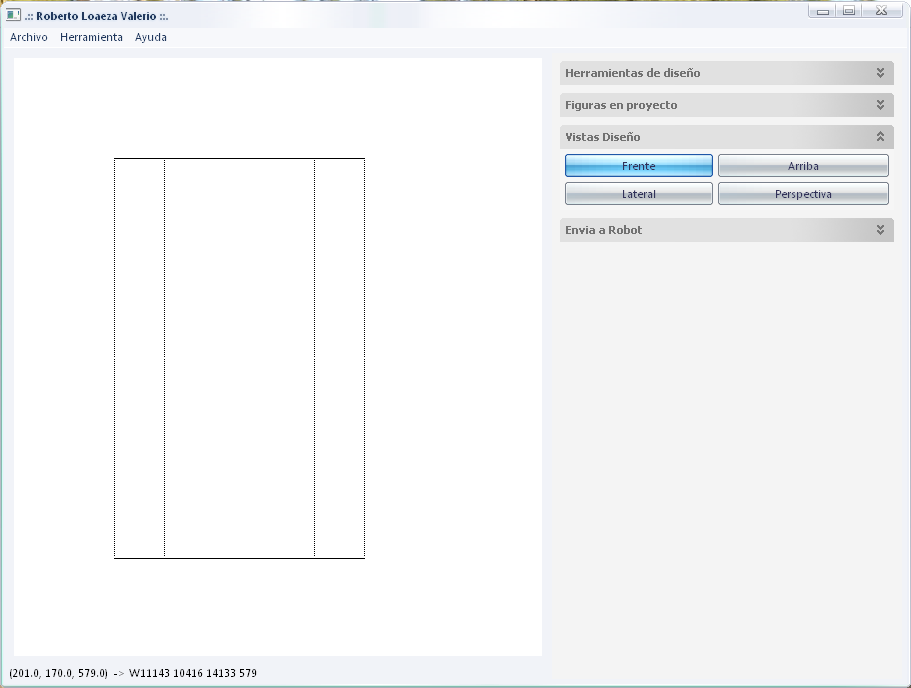 .:: Roberto Loaeza Valerio ::.
Archivo Herramienta Ayuda
Herramientas de diseño
Figuras en proyecto
Vistas Diseño
Frente Arriba
Lateral Perspectiva
Envia a Robot
(201.0, 170.0, 579.0) -> W11143 10416 14133 579